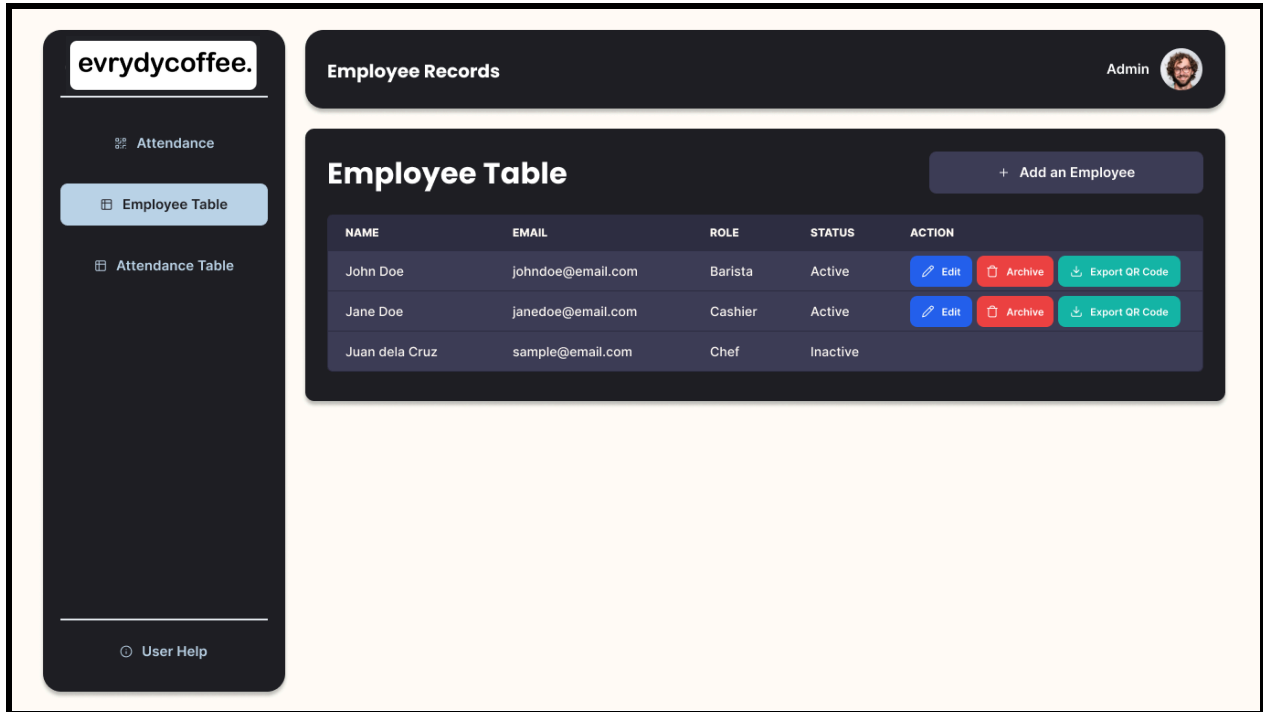 evrydycoffee.
Attendance
Employee Table
Attendance Table
User Help
Employee Records
Admin
Employee Table
+ Add an Employee
NAME EMAIL ROLE STATUS ACTION
John Doe johndoe@email.com Barista Active Edit Archive Export QR Code
Jane Doe janedoe@email.com Cashier Active Edit Archive Export QR Code
Juan dela Cruz sample@email.com Chef Inactive